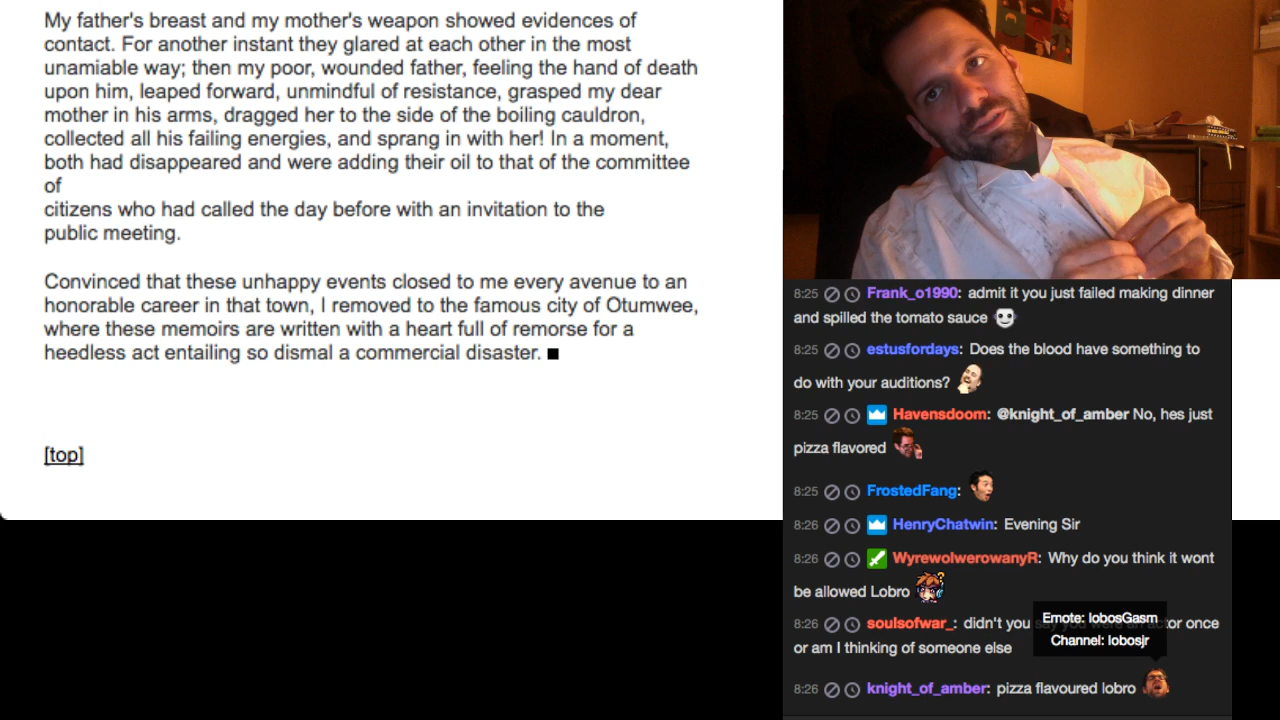 My father's breast and my mother's weapon showed evidences of
contact. For another instant they glared at each other in the most
unamiable way; then my poor, wounded father, feeling the hand of death
upon him, leaped forward, unmindful of resistance, grasped my dear
mother in his arms, dragged her to the side of the boiling cauldron,
collected all his failing energies, and sprang in with her! In a moment,
both had disappeared and were adding their oil to that of the committee
of
citizens who had called the day before with an invitation to the
public meeting.
Convinced that these unhappy events closed to me every avenue to an
honorable career in that town, I removed to the famous city of Otumwee,
where these memoirs are written with a heart full of remorse for a
heedless act entailing so dismal a commercial disaster. ■
[top]
8:25 Frank_o1990: admit it you just failed making dinner
and spilled the tomato sauce
8:25 estusfordays: Does the blood have something to
do with your auditions?
8:25 Havensdoom: @knight_of_amber No, hes just
pizza flavored
8:25 FrostedFang:
8:26 HenryChatwin: Evening Sir
8:26 WyrewolwerowanyR: Why do you think it wont
be allowed Lobro
Emote: lobosGasm
Channel: lobosjr
8:26 soulsofwar_: didn't you say you were an actor once
or am I thinking of someone else
8:26 knight_of_amber: pizza flavoured lobro